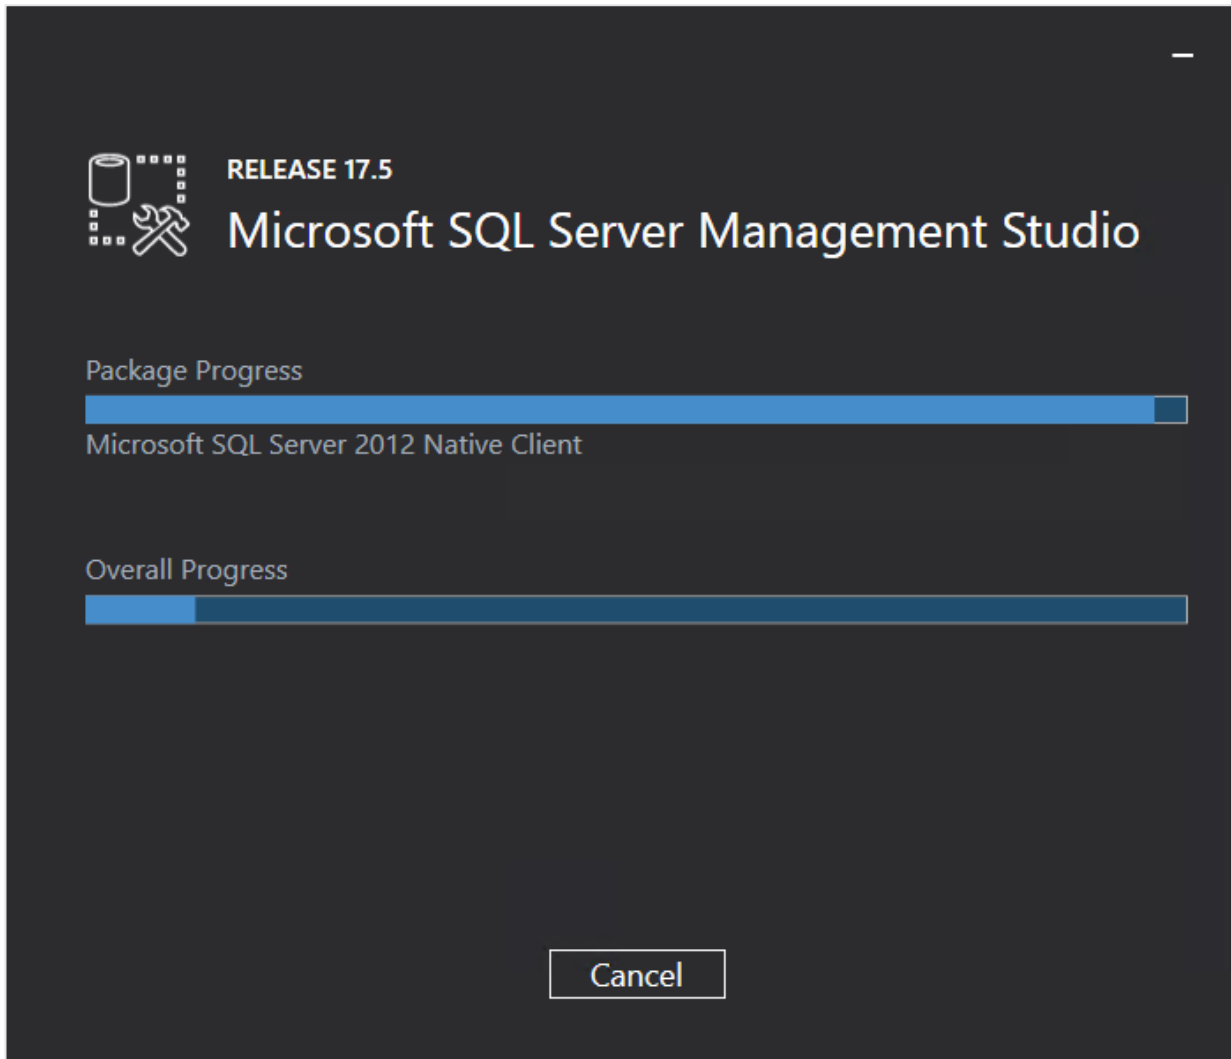 RELEASE 17.5
Microsoft SQL Server Management Studio
Package Progress
Microsoft SQL Server 2012 Native Client
Overall Progress
Cancel